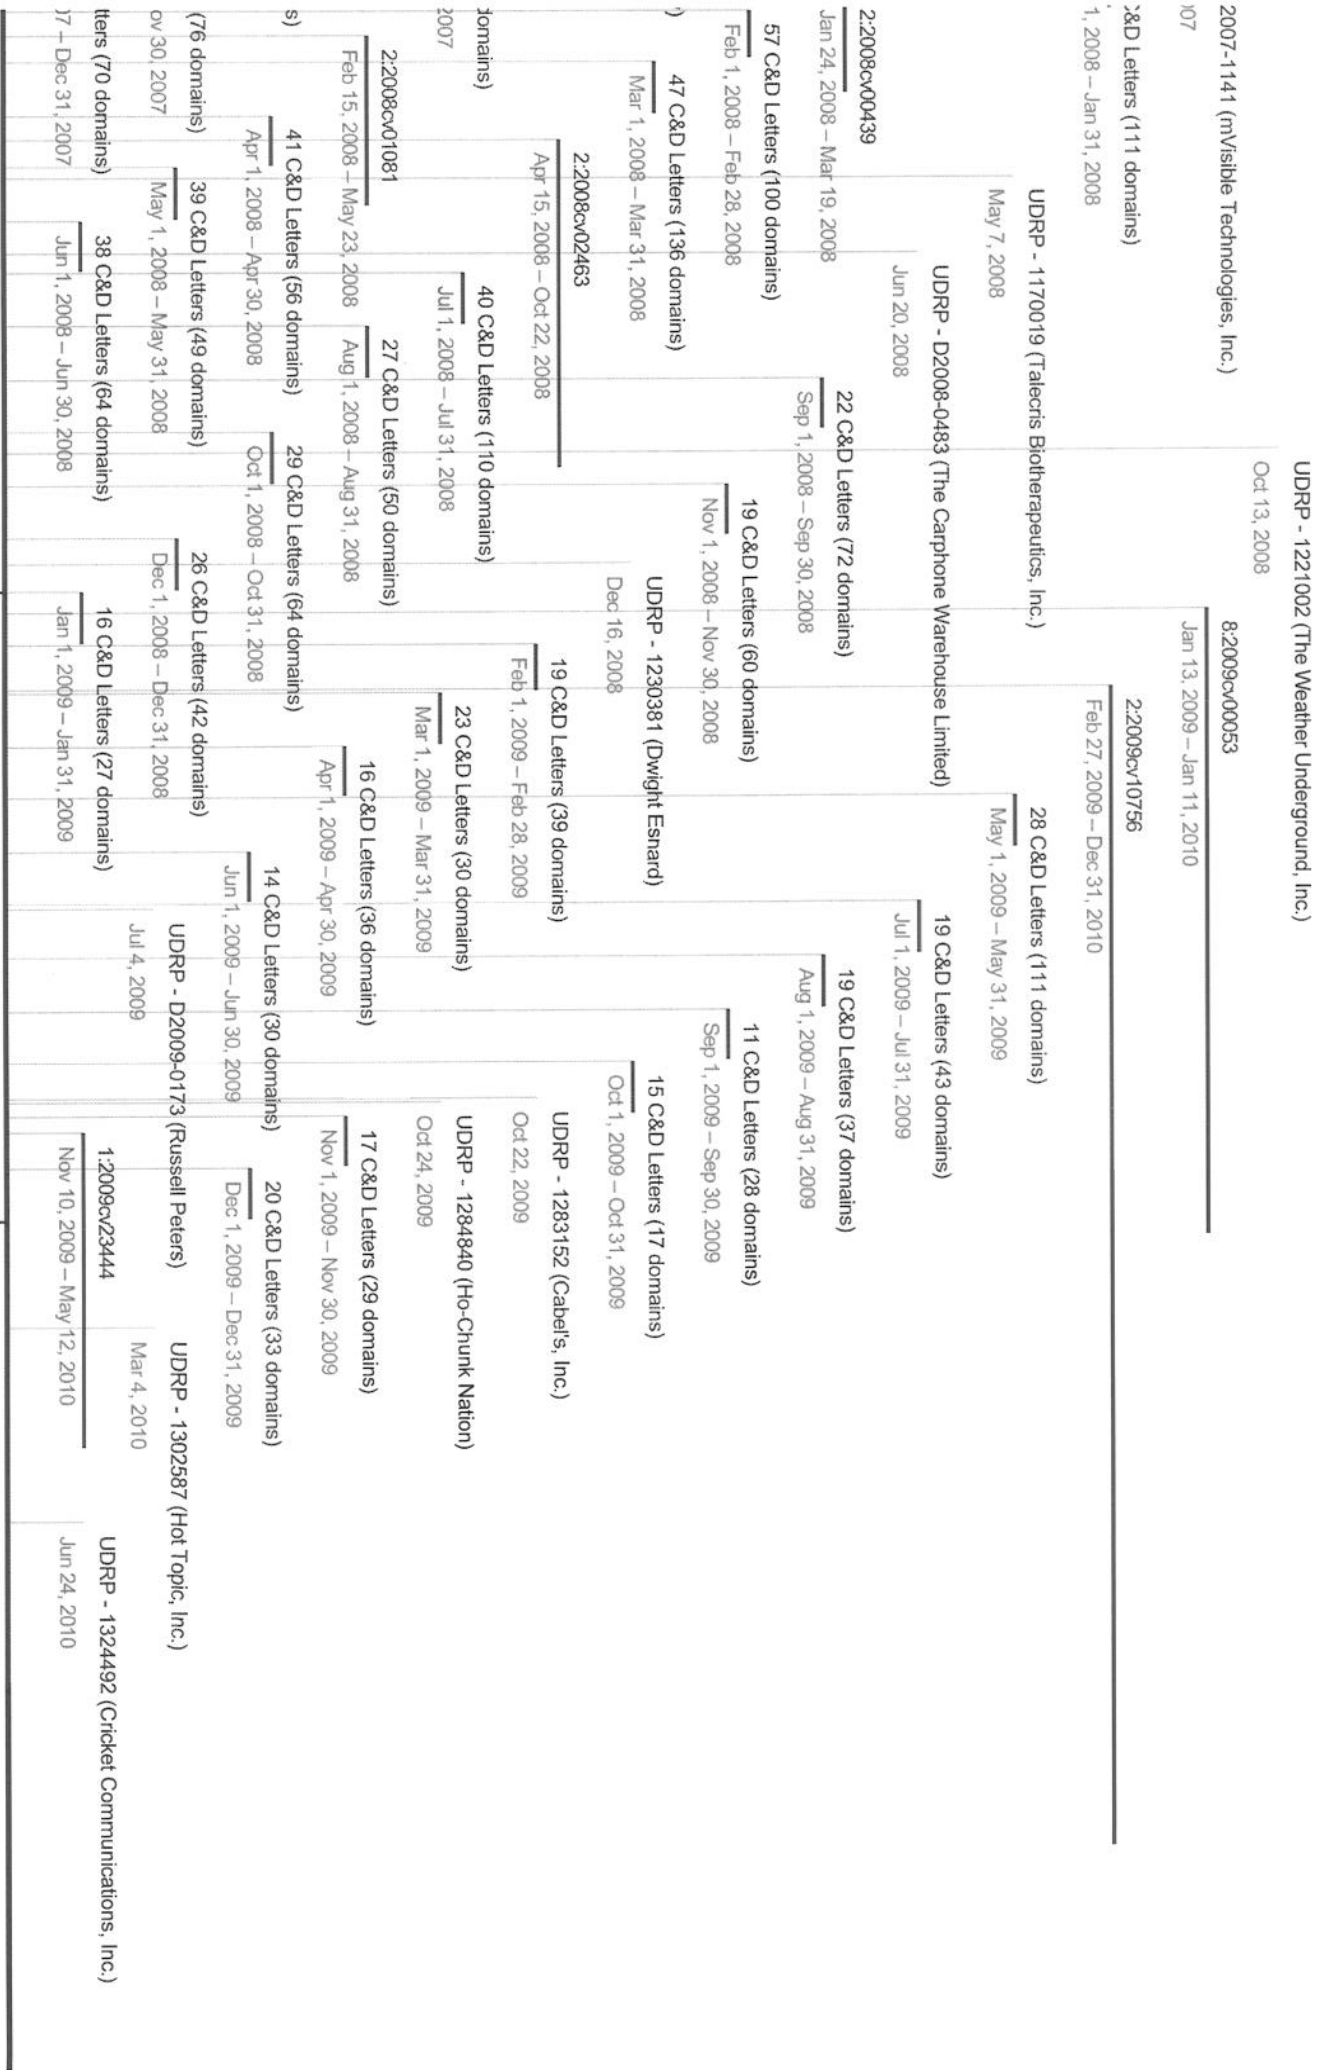 UDRP - 1221002 (The Weather Underground, Inc.)
Oct 13, 2008
2007-1141 (mVisible Technologies, Inc.)
007
8:2009cv00053
Jan 13, 2009 – Jan 11, 2010
C&D Letters (111 domains)
1, 2008 – Jan 31, 2008
2:2009cv10756
Feb 27, 2009 – Dec 31, 2010
UDRP - 1170019 (Talecris Biotherapeutics, Inc.)
May 7, 2008
28 C&D Letters (111 domains)
May 1, 2009 – May 31, 2009
UDRP - D2008-0483 (The Carphone Warehouse Limited)
Jun 20, 2008
19 C&D Letters (43 domains)
Jul 1, 2009 – Jul 31, 2009
2:2008cv00439
Jan 24, 2008 – Mar 19, 2008
22 C&D Letters (72 domains)
Sep 1, 2008 – Sep 30, 2008
19 C&D Letters (37 domains)
Aug 1, 2009 – Aug 31, 2009
57 C&D Letters (100 domains)
Feb 1, 2008 – Feb 28, 2008
19 C&D Letters (60 domains)
Nov 1, 2008 – Nov 30, 2008
11 C&D Letters (28 domains)
Sep 1, 2009 – Sep 30, 2009
)
47 C&D Letters (136 domains)
Mar 1, 2008 – Mar 31, 2008
UDRP - 1230381 (Dwight Esnard)
Dec 16, 2008
15 C&D Letters (17 domains)
Oct 1, 2009 – Oct 31, 2009
2:2008cv02463
Apr 15, 2008 – Oct 22, 2008
19 C&D Letters (39 domains)
Feb 1, 2009 – Feb 28, 2009
UDRP - 1283152 (Cabel's, Inc.)
Oct 22, 2009
domains)
2007
40 C&D Letters (110 domains)
Jul 1, 2008 – Jul 31, 2008
23 C&D Letters (30 domains)
Mar 1, 2009 – Mar 31, 2009
UDRP - 1284840 (Ho-Chunk Nation)
Oct 24, 2009
2:2008cv01081
Feb 15, 2008 – May 23, 2008
27 C&D Letters (50 domains)
Aug 1, 2008 – Aug 31, 2008
16 C&D Letters (36 domains)
Apr 1, 2009 – Apr 30, 2009
17 C&D Letters (29 domains)
Nov 1, 2009 – Nov 30, 2009
s)
41 C&D Letters (56 domains)
Apr 1, 2008 – Apr 30, 2008
29 C&D Letters (64 domains)
Oct 1, 2008 – Oct 31, 2008
14 C&D Letters (30 domains)
Jun 1, 2009 – Jun 30, 2009
20 C&D Letters (33 domains)
Dec 1, 2009 – Dec 31, 2009
(76 domains)
ov 30, 2007
39 C&D Letters (49 domains)
May 1, 2008 – May 31, 2008
26 C&D Letters (42 domains)
Dec 1, 2008 – Dec 31, 2008
UDRP - D2009-0173 (Russell Peters)
Jul 4, 2009
UDRP - 1302587 (Hot Topic, Inc.)
Mar 4, 2010
tters (70 domains)
07 – Dec 31, 2007
38 C&D Letters (64 domains)
Jun 1, 2008 – Jun 30, 2008
16 C&D Letters (27 domains)
Jan 1, 2009 – Jan 31, 2009
1:2009cv23444
Nov 10, 2009 – May 12, 2010
UDRP - 1324492 (Cricket Communications, Inc.)
Jun 24, 2010